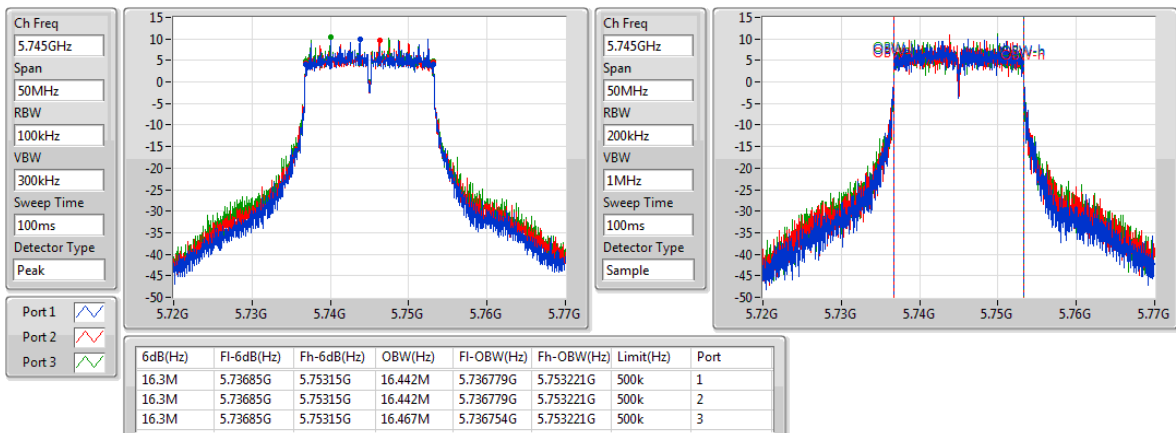 Ch Freq
5.745GHz
Span
50MHz
RBW
100kHz
VBW
300kHz
Sweep Time
100ms
Detector Type
Peak
Port 1
Port 2
Port 3
15
10
5
0
-5
-10
-15
-20
-25
-30
-35
-40
-45
-50
5.72G 5.73G 5.74G 5.75G 5.76G 5.77G
Ch Freq
5.745GHz
Span
50MHz
RBW
200kHz
VBW
1MHz
Sweep Time
100ms
Detector Type
Sample
15
10
5
0
-5
-10
-15
-20
-25
-30
-35
-40
-45
-50
5.72G 5.73G 5.74G 5.75G 5.76G 5.77G
6dB(Hz) Fl-6dB(Hz) Fh-6dB(Hz) OBW(Hz) Fl-OBW(Hz) Fh-OBW(Hz) Limit(Hz) Port
16.3M 5.73685G 5.75315G 16.442M 5.736779G 5.753221G 500k 1
16.3M 5.73685G 5.75315G 16.442M 5.736779G 5.753221G 500k 2
16.3M 5.73685G 5.75315G 16.467M 5.736754G 5.753221G 500k 3